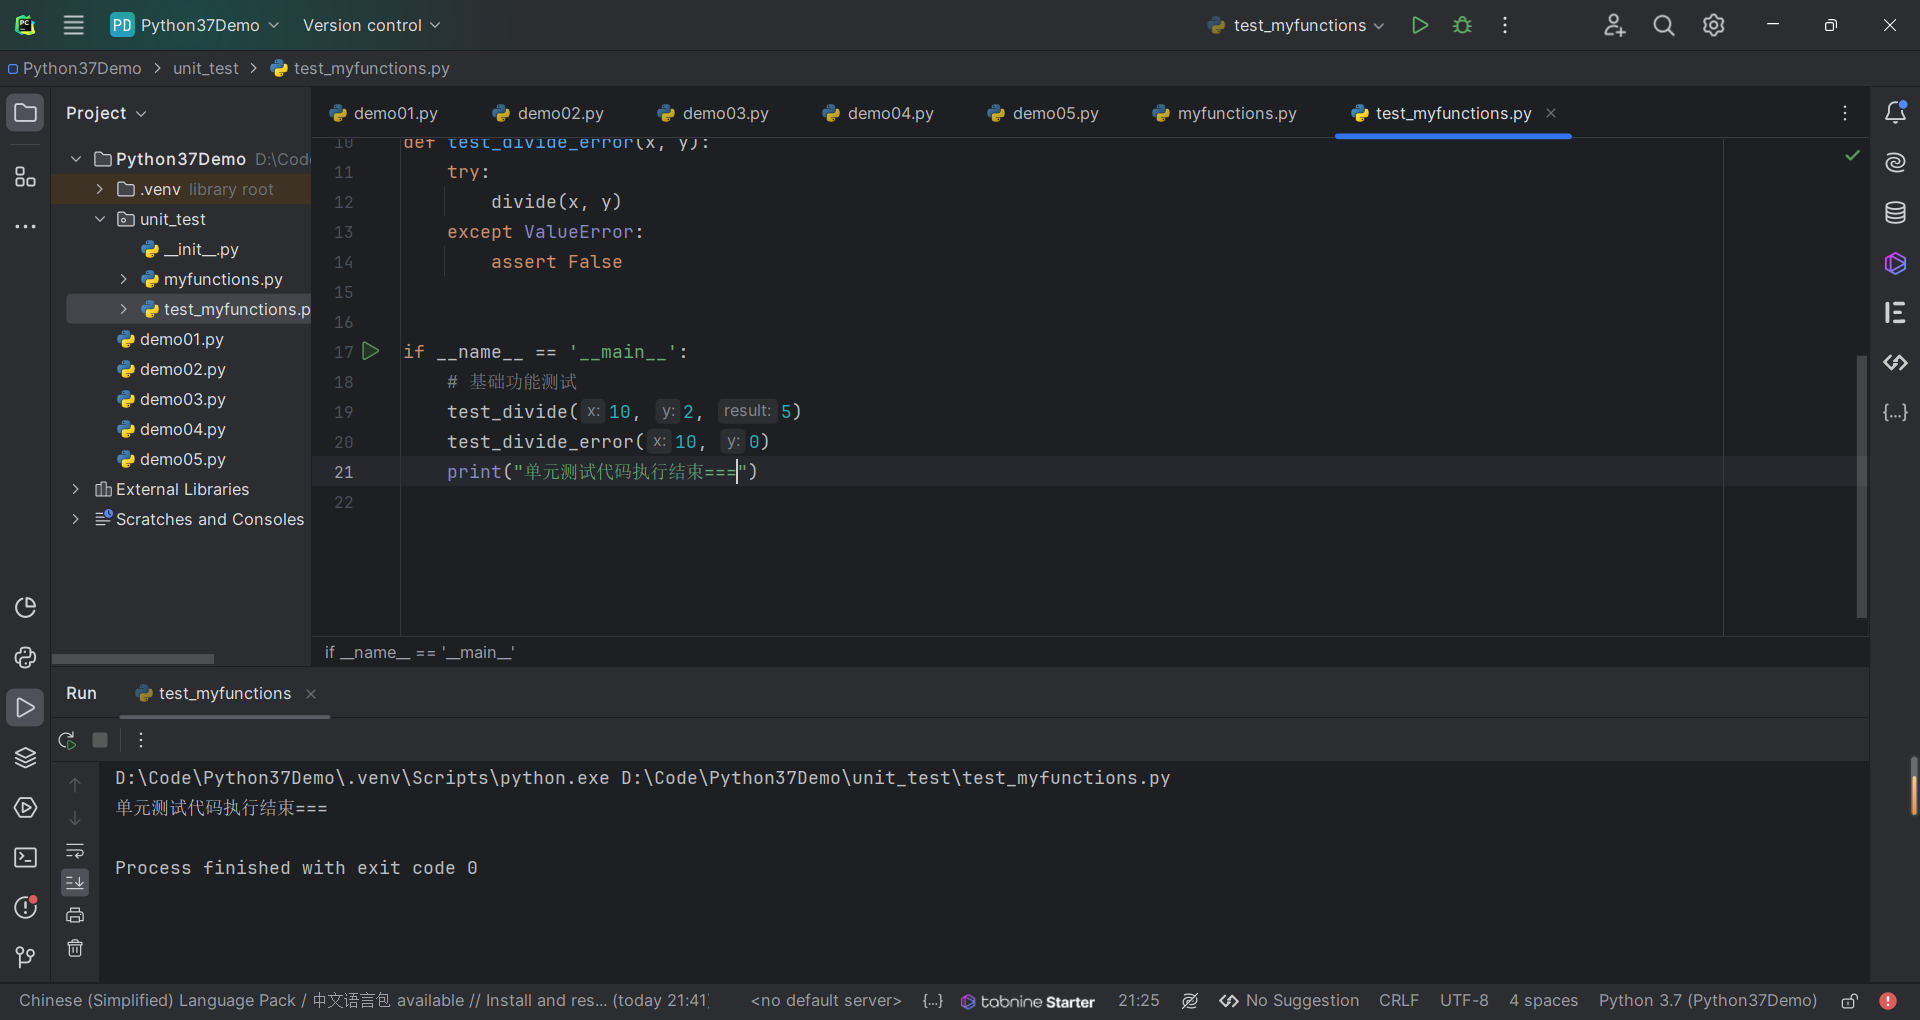 PC
PD Python37Demo
Version control
test_myfunctions
Python37Demo > unit_test > test_myfunctions.py
Project
demo01.py
demo02.py
demo03.py
demo04.py
demo05.py
myfunctions.py
test_myfunctions.py
Python37Demo D:\Cod
.venv library root
unit_test
__init__.py
myfunctions.py
test_myfunctions.p
demo01.py
demo02.py
demo03.py
demo04.py
demo05.py
External Libraries
Scratches and Consoles
10 def test_divide_error(x, y):
11 try:
12 divide(x, y)
13 except ValueError:
14 assert False
15
16
17 if __name__ == '__main__':
18 # 基础功能测试
19 test_divide( x: 10, y: 2, result: 5)
20 test_divide_error( x: 10, y: 0)
21 print("单元测试代码执行结束===")
22
if __name__ == '__main__'
Run
test_myfunctions
D:\Code\Python37Demo\.venv\Scripts\python.exe D:\Code\Python37Demo\unit_test\test_myfunctions.py
单元测试代码执行结束===
Process finished with exit code 0
Chinese (Simplified) Language Pack / 中文语言包 available // Install and res... (today 21:41)
<no default server>
{...}
tabnine Starter
21:25
No Suggestion
CRLF
UTF-8
4 spaces
Python 3.7 (Python37Demo)